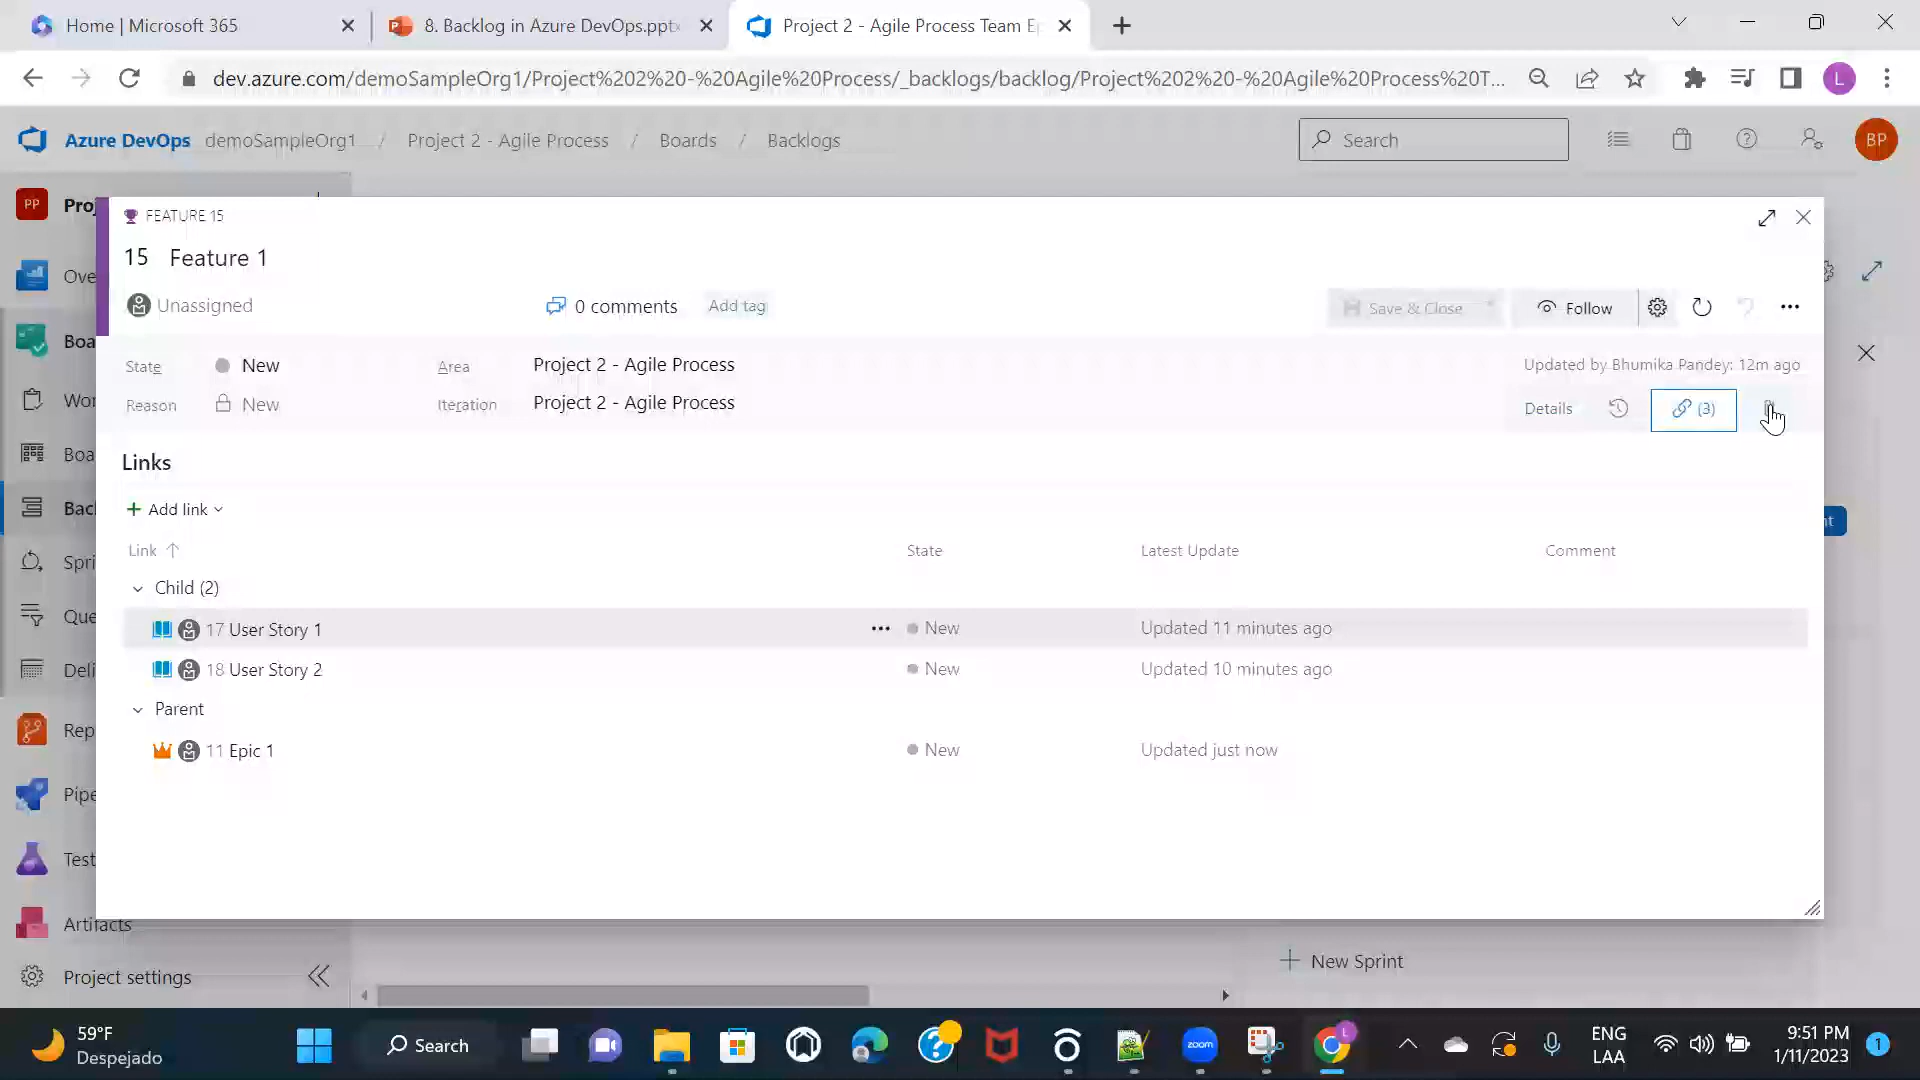 Home | Microsoft 365
8. Backlog in Azure DevOps.pptx
Project 2 - Agile Process Team Ep
dev.azure.com/demoSampleOrg1/Project%202%20-%20Agile%20Process/_backlogs/backlog/Project%202%20-%20Agile%20Process%20T...
L
Azure DevOps demoSampleOrg1 / Project 2 - Agile Process / Boards / Backlogs
Search
BP
PP Pro
FEATURE 15
15 Feature 1
Ove
Unassigned
0 comments
Add tag
Save & Close
Follow
Boa
State New
Area Project 2 - Agile Process
Updated by Bhumika Pandey: 12m ago
Wor
Reason New
Iteration Project 2 - Agile Process
Details
(3)
Boa
Links
Bac
Add link
nt
Link State Latest Update Comment
Spri
Child (2)
Que
17 User Story 1 New Updated 11 minutes ago
Deli
18 User Story 2 New Updated 10 minutes ago
Parent
Rep
11 Epic 1 New Updated just now
Pipe
Test
Artifacts
Project settings
New Sprint
59°F
Despejado
Search
zoom
L
ENG
LAA
9:51 PM
1/11/2023
1